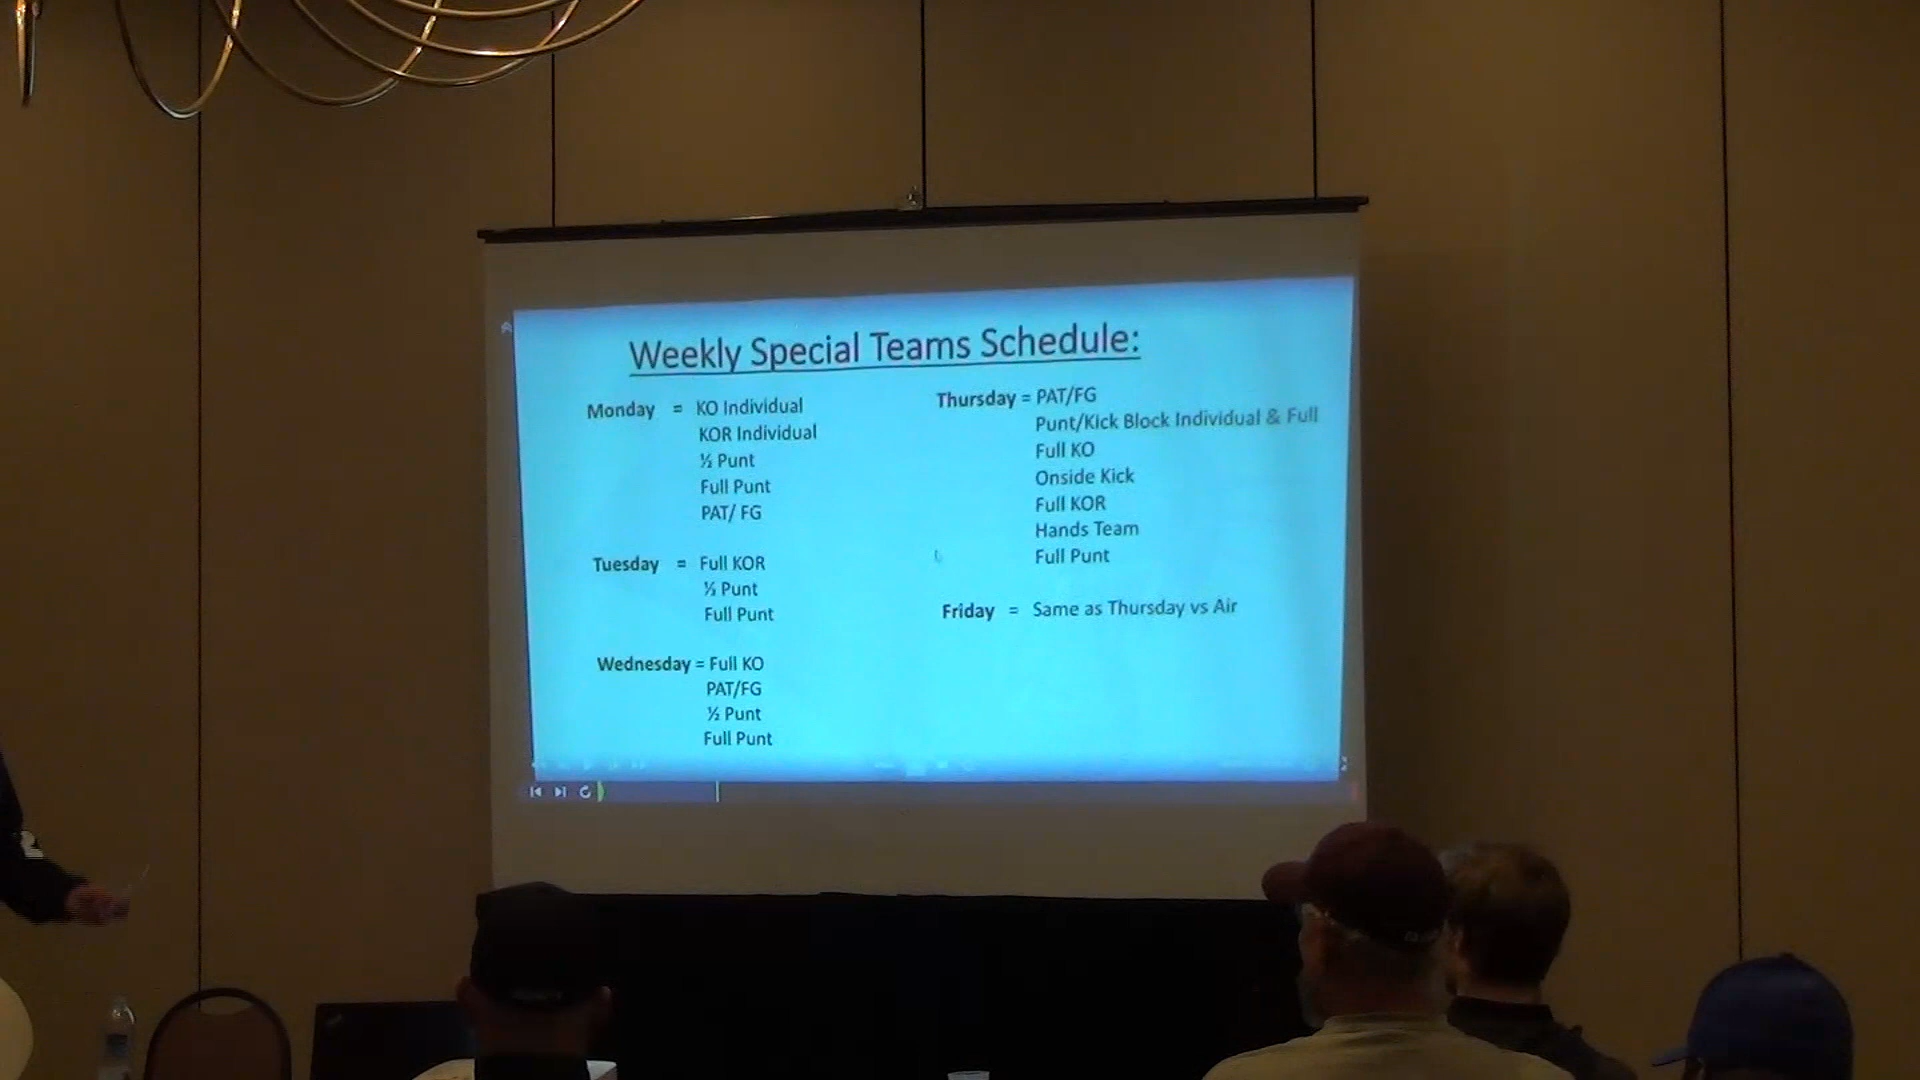 Weekly Special Teams Schedule:
Monday = KO Individual
KOR Individual
½ Punt
Full Punt
PAT/ FG
Tuesday = Full KOR
½ Punt
Full Punt
Wednesday = Full KO
PAT/FG
½ Punt
Full Punt
Thursday = PAT/FG
Punt/Kick Block Individual & Full
Full KO
Onside Kick
Full KOR
Hands Team
Full Punt
Friday = Same as Thursday vs Air